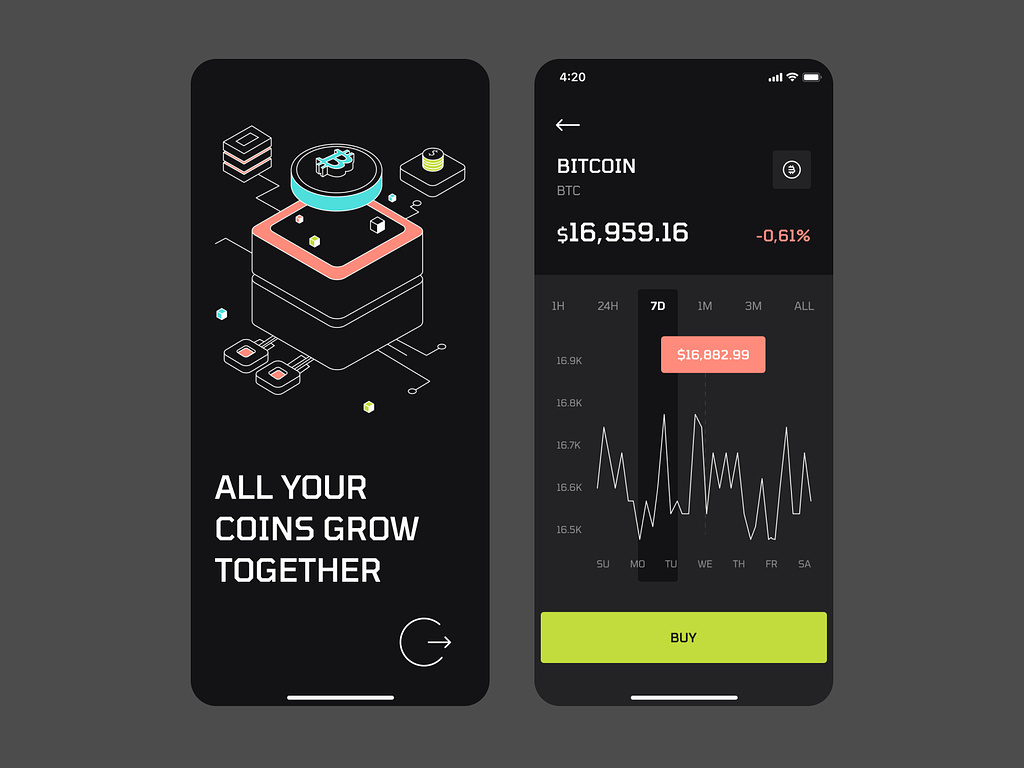 ALL YOUR
COINS GROW
TOGETHER
4:20
BITCOIN
BTC
$16,959.16
-0,61%
1H 24H 7D 1M 3M ALL
$16,882.99
16.9K
16.8K
16.7K
16.6K
16.5K
SU MO TU WE TH FR SA
BUY